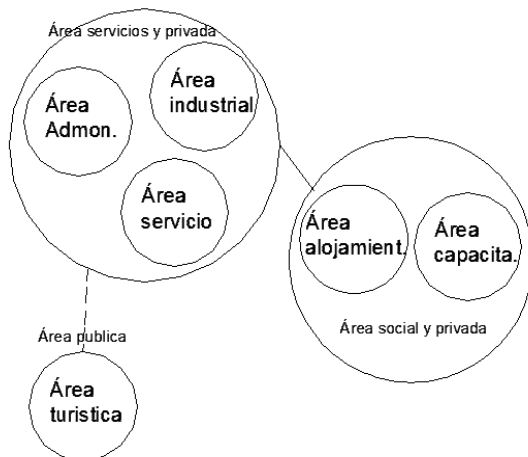 Área servicios y privada
Área
Admon.
Área
industrial
Área
servicio
Área
alojamient.
Área
capacita.
Área social y privada
Área publica
Área
turistica